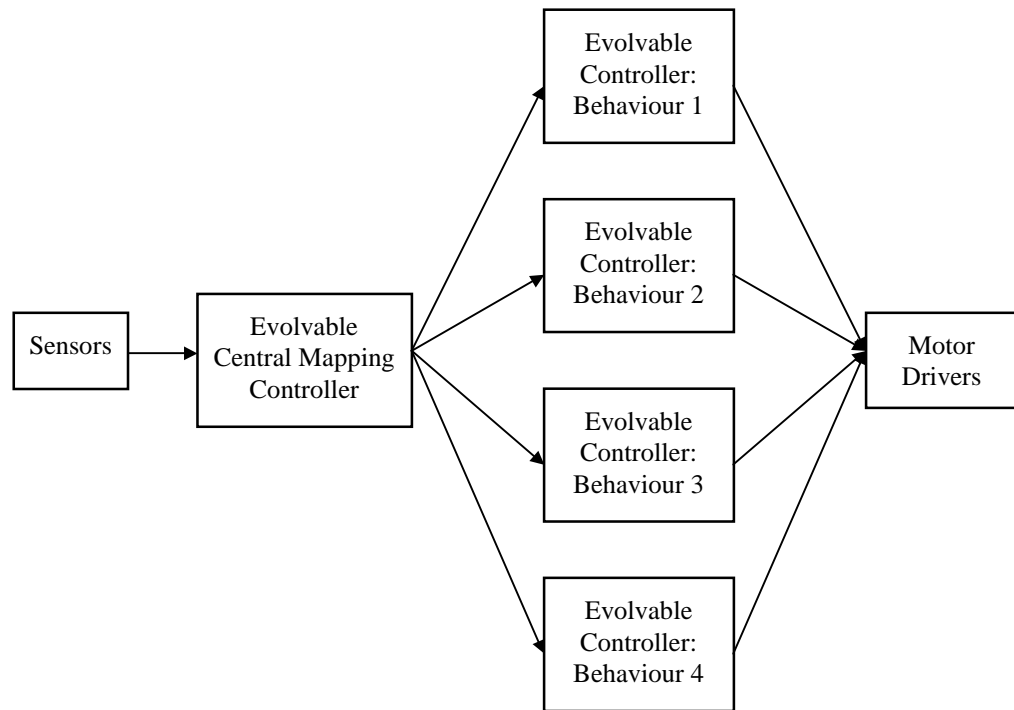 Sensors
Evolvable
Central Mapping
Controller
Evolvable
Controller:
Behaviour 1
Evolvable
Controller:
Behaviour 2
Evolvable
Controller:
Behaviour 3
Evolvable
Controller:
Behaviour 4
Motor
Drivers